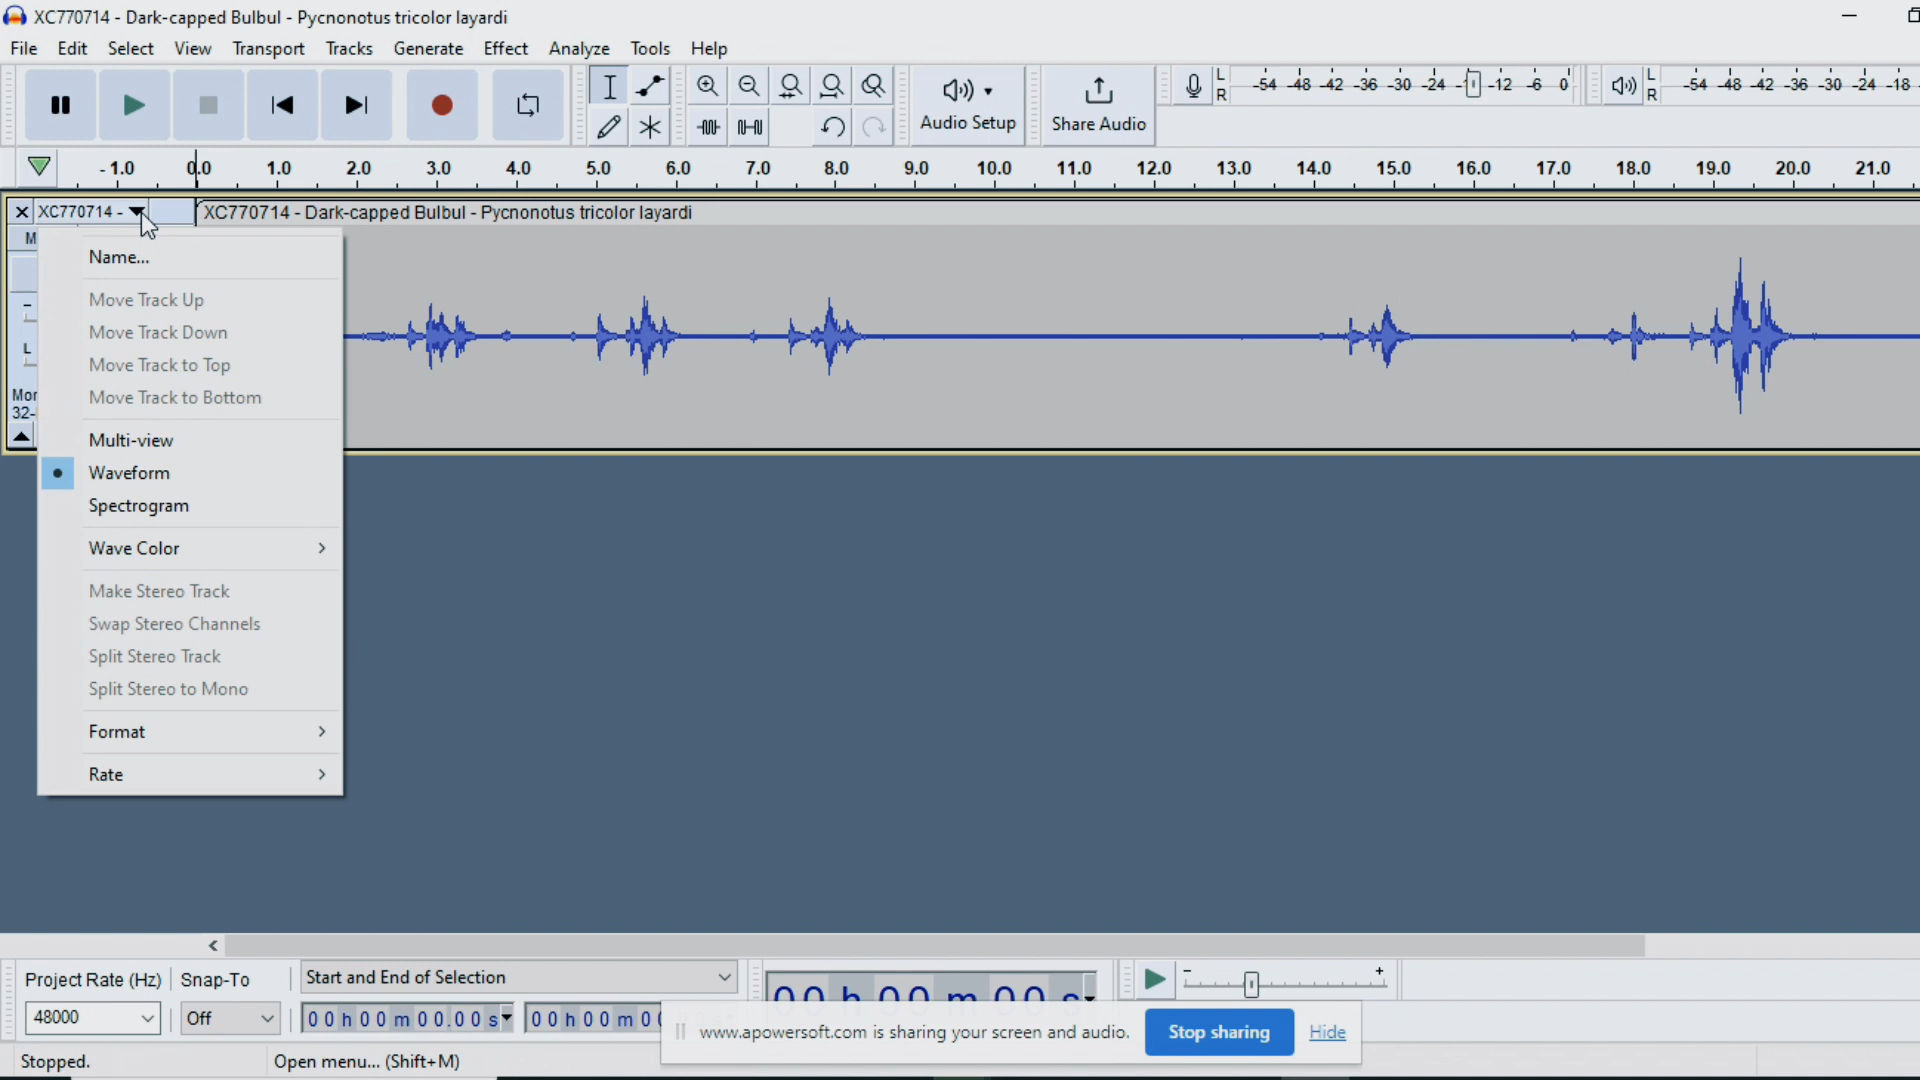 XC770714 - Dark-capped Bulbul - Pycnonotus tricolor layardi
File Edit Select View Transport Tracks Generate Effect Analyze Tools Help
Audio Setup
Share Audio
L
R
-54 -48 -42 -36 -30 -24 -12 -6 0
L
R
-54 -48 -42 -36 -30 -24 -18
-1.0 0.0 1.0 2.0 3.0 4.0 5.0 6.0 7.0 8.0 9.0 10.0 11.0 12.0 13.0 14.0 15.0 16.0 17.0 18.0 19.0 20.0 21.0
XC770714 -
XC770714 - Dark-capped Bulbul - Pycnonotus tricolor layardi
M
Name...
Move Track Up
-
Move Track Down
L
Move Track to Top
Move Track to Bottom
Mor
32-
Multi-view
Waveform
Spectrogram
Wave Color
Make Stereo Track
Swap Stereo Channels
Split Stereo Track
Split Stereo to Mono
Format
Rate
Project Rate (Hz)
Snap-To
Start and End of Selection
48000
Off
00 h 00 m 00.00 s
00 h 00 m
00 h 00 m 00 s
- +
www.apowersoft.com is sharing your screen and audio.
Stop sharing
Hide
Stopped.
Open menu... (Shift+M)